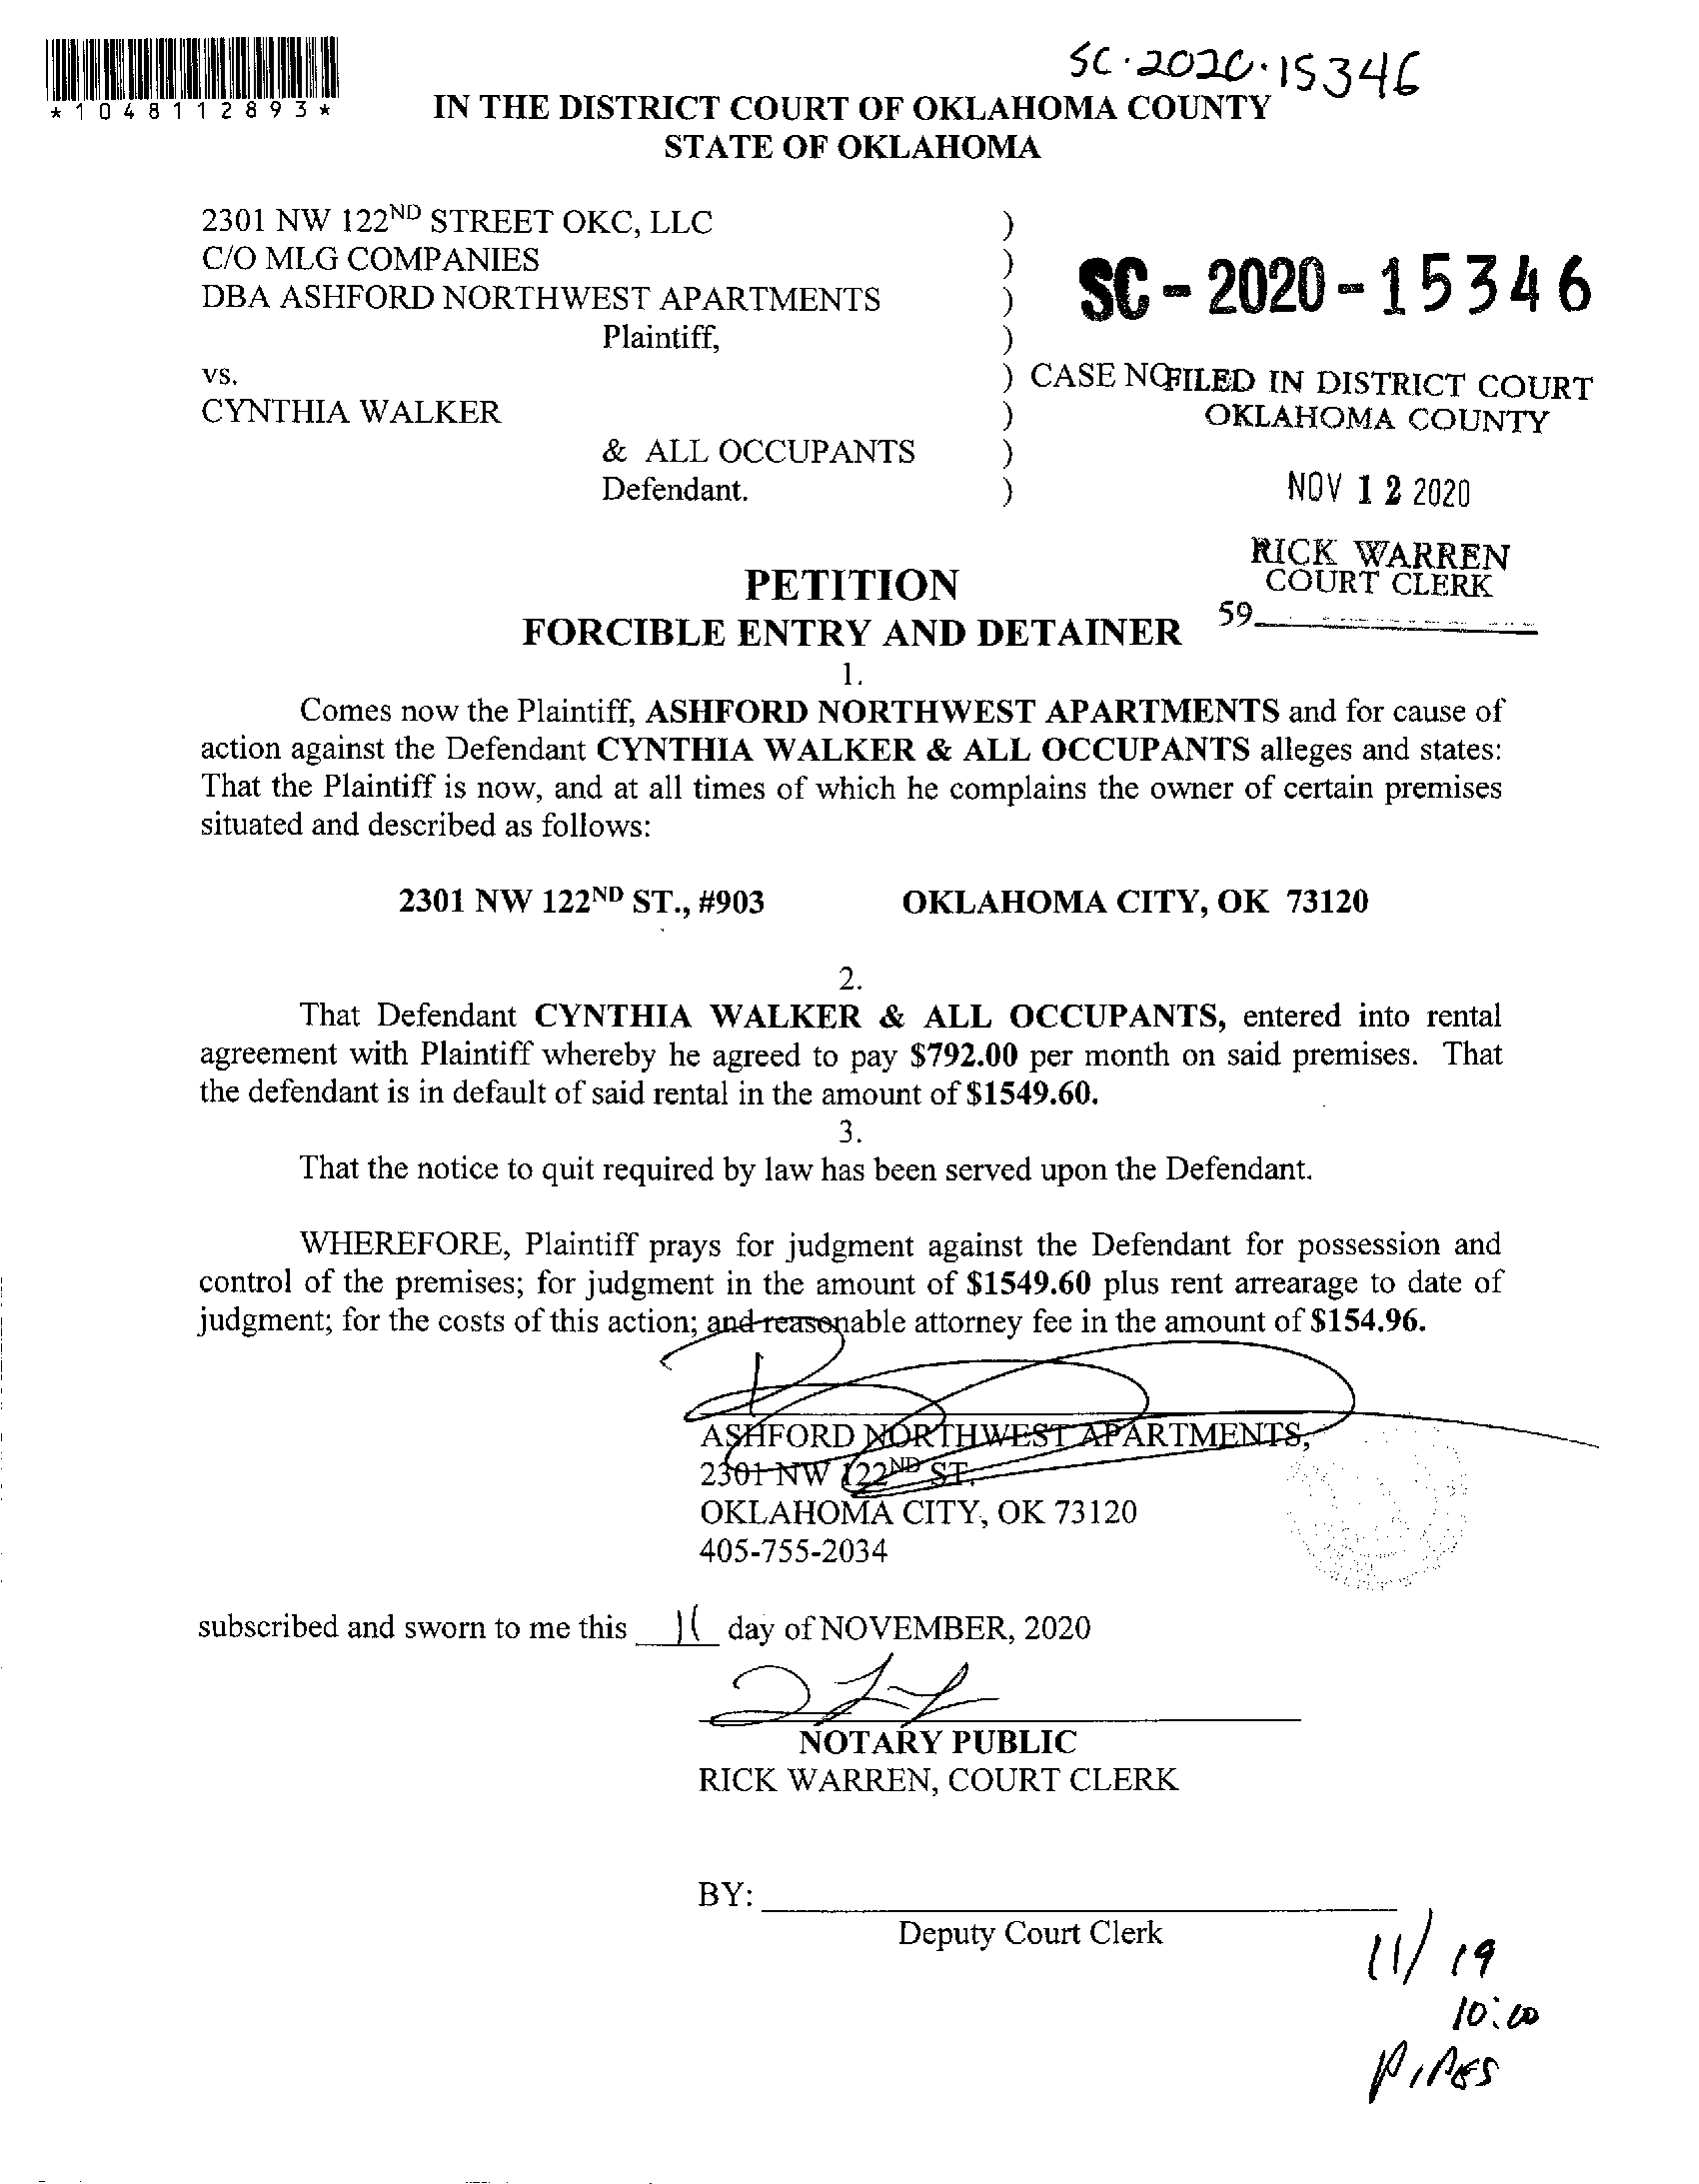 SC·2020·15346
*1048112893*
IN THE DISTRICT COURT OF OKLAHOMA COUNTY
STATE OF OKLAHOMA
2301 NW 122ND STREET OKC, LLC )
C/O MLG COMPANIES )
DBA ASHFORD NORTHWEST APARTMENTS )
SC-2020-15346
Plaintiff, )
vs. ) CASE NO
FILED IN DISTRICT COURT
CYNTHIA WALKER )
OKLAHOMA COUNTY
& ALL OCCUPANTS )
Defendant. )
NOV 12 2020
RICK WARREN
COURT CLERK
59
PETITION
FORCIBLE ENTRY AND DETAINER
1.
Comes now the Plaintiff, ASHFORD NORTHWEST APARTMENTS and for cause of
action against the Defendant CYNTHIA WALKER & ALL OCCUPANTS alleges and states:
That the Plaintiff is now, and at all times of which he complains the owner of certain premises
situated and described as follows:
2301 NW 122ND ST., #903 OKLAHOMA CITY, OK 73120
2.
That Defendant CYNTHIA WALKER & ALL OCCUPANTS, entered into rental
agreement with Plaintiff whereby he agreed to pay $792.00 per month on said premises. That
the defendant is in default of said rental in the amount of $1549.60.
3.
That the notice to quit required by law has been served upon the Defendant.
WHEREFORE, Plaintiff prays for judgment against the Defendant for possession and
control of the premises; for judgment in the amount of $1549.60 plus rent arrearage to date of
judgment; for the costs of this action; and reasonable attorney fee in the amount of $154.96.
ASHFORD NORTHWEST APARTMENTS,
2301 NW 122ND ST.
OKLAHOMA CITY, OK 73120
405-755-2034
subscribed and sworn to me this 11 day of NOVEMBER, 2020
NOTARY PUBLIC
RICK WARREN, COURT CLERK
BY:
Deputy Court Clerk
11/19
10:00
PIPES